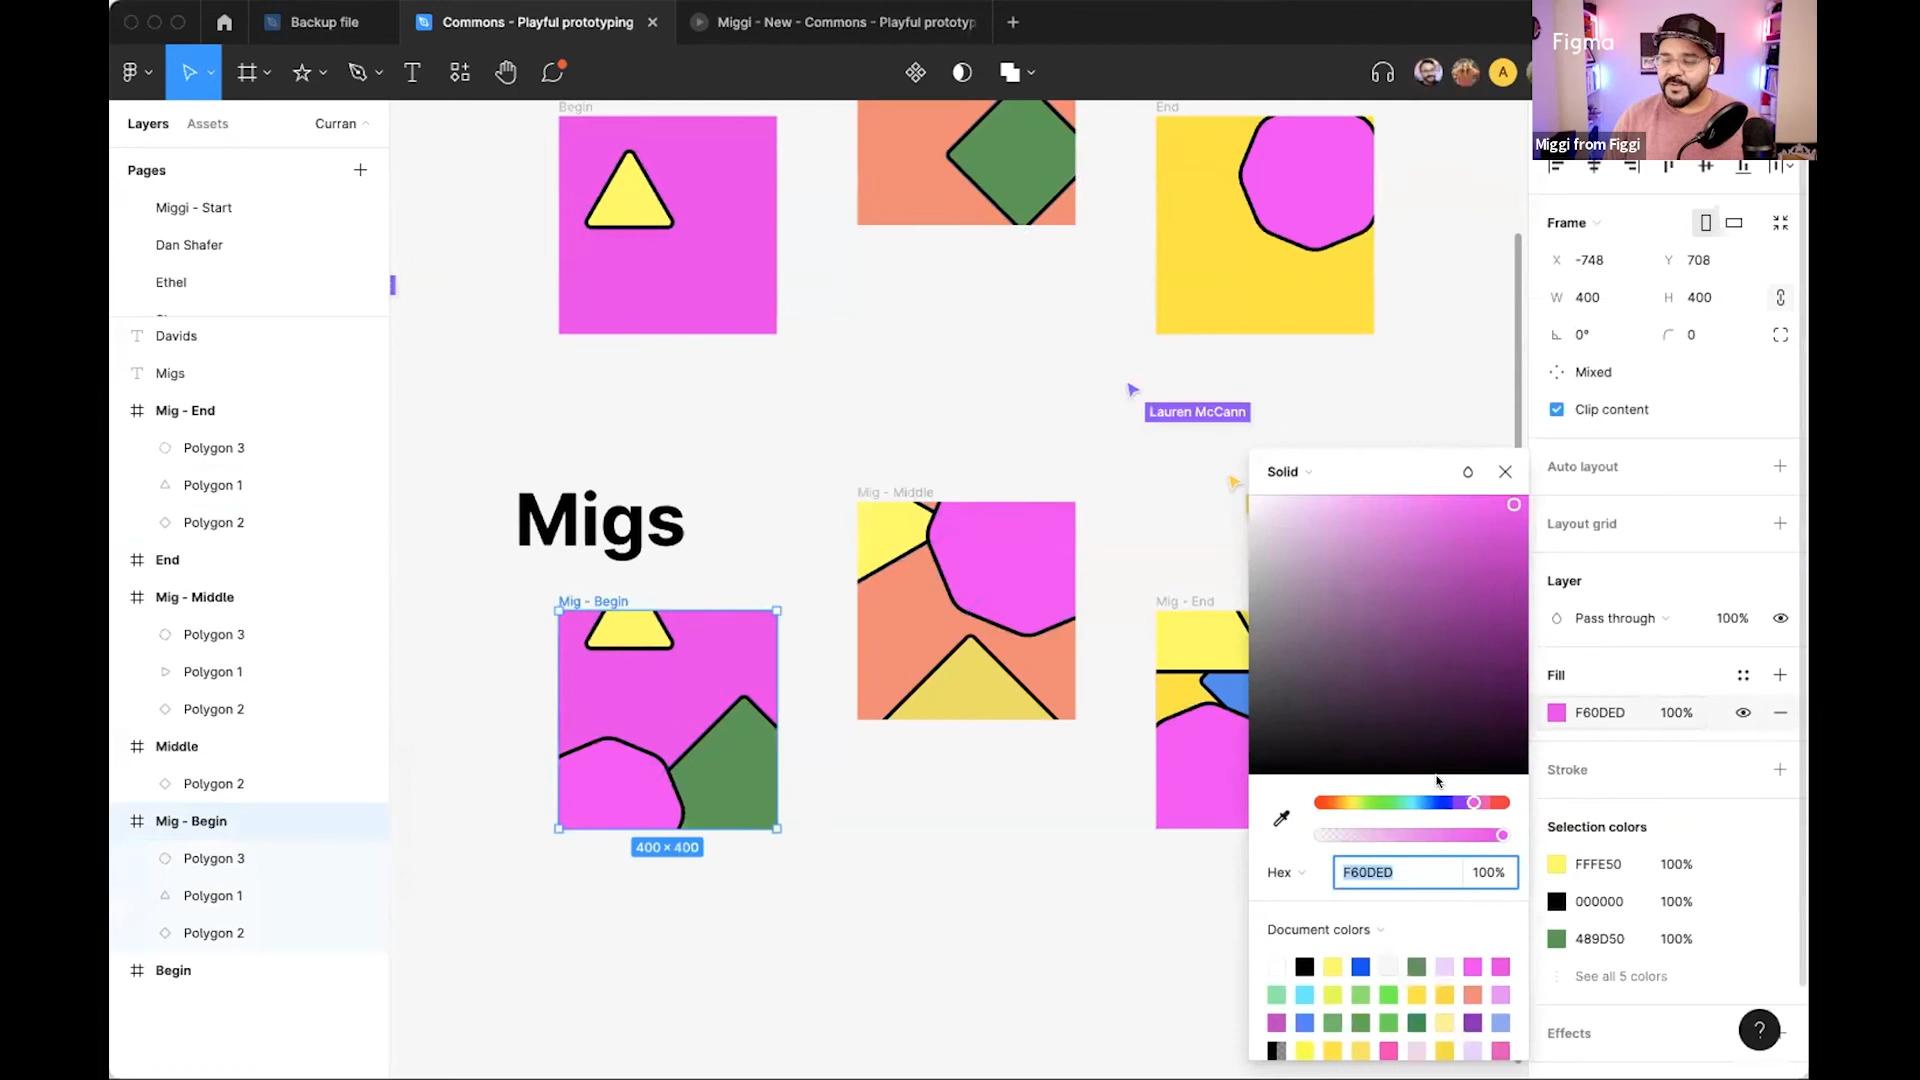 Backup file
Commons - Playful prototyping
Miggi - New - Commons - Playful prototyp
Figma
A
Miggi from Figgi
Layers
Assets
Curran
Pages
Miggi - Start
Dan Shafer
Ethel
Davids
Migs
Mig - End
Polygon 3
Polygon 1
Polygon 2
End
Mig - Middle
Polygon 3
Polygon 1
Polygon 2
Middle
Polygon 2
Mig - Begin
Polygon 3
Polygon 1
Polygon 2
Begin
Begin
End
Lauren McCann
Migs
Mig - Middle
Mig - Begin
400 × 400
Mig - End
Solid
Hex
F60DED
100%
Document colors
Frame
X -748
Y 708
W 400
H 400
0°
0
Mixed
Clip content
Auto layout
Layout grid
Layer
Pass through
100%
Fill
F60DED 100%
Stroke
Selection colors
FFFE50 100%
000000 100%
489D50 100%
See all 5 colors
Effects
?